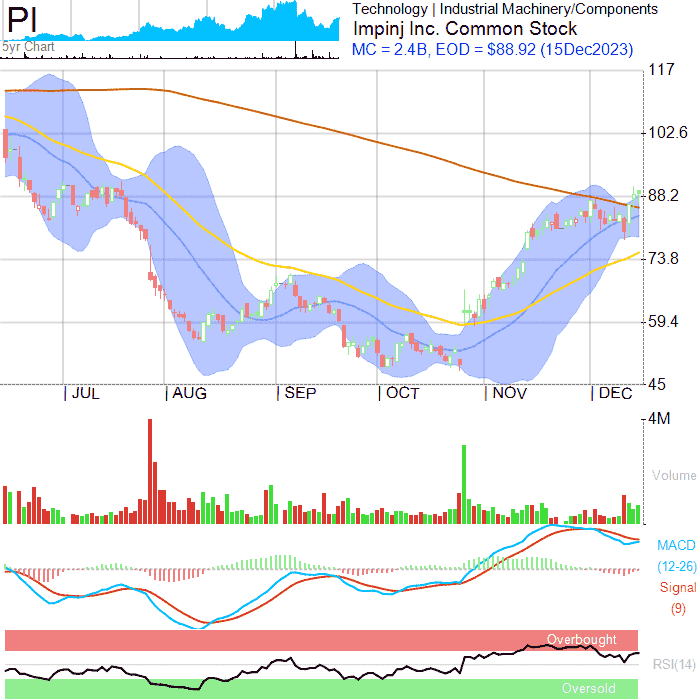 PI
5yr Chart
Technology | Industrial Machinery/Components
Impinj Inc. Common Stock
MC = 2.4B, EOD = $88.92 (15Dec2023)
117
102.6
88.2
73.8
59.4
45
JUL
AUG
SEP
OCT
NOV
DEC
4M
Volume
MACD
(12-26)
Signal
(9)
Overbought
RSI(14)
Oversold